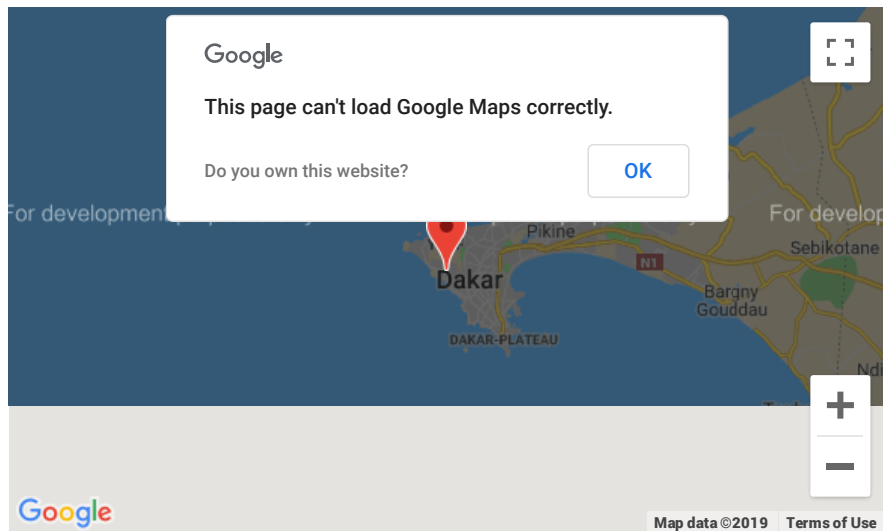 Google
This page can't load Google Maps correctly.
Do you own this website?
OK
For development
For develop
Pikine
Sebikotane
N1
Dakar
Bargny
Gouddau
DAKAR-PLATEAU
Ndi
Google
Map data ©2019
Terms of Use